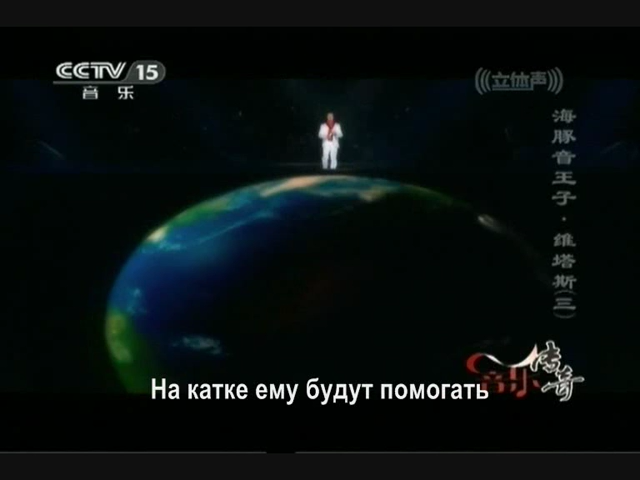 CCTV 15
音乐
立体声
海豚音王子·维塔斯(三)
音乐传奇
На катке ему будут помогать